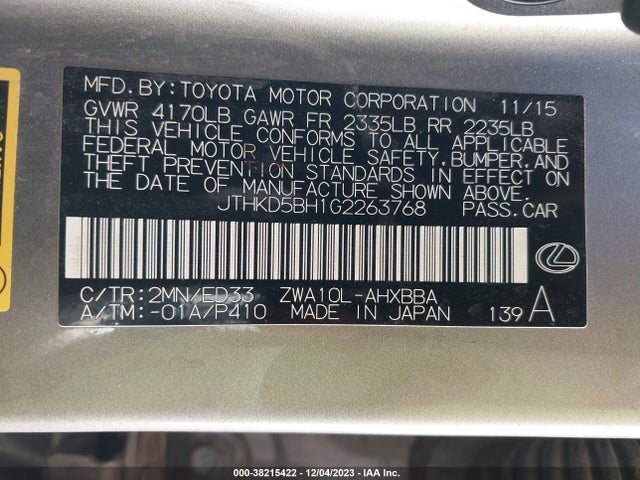 MFD.BY:TOYOTA MOTOR CORPORATION 11/15
GVWR 4170LB GAWR FR 2335LB RR 2235LB
THIS VEHICLE CONFORMS TO ALL APPLICABLE
FEDERAL MOTOR VEHICLE SAFETY,BUMPER,AND
THEFT PREVENTION STANDARDS IN EFFECT ON
THE DATE OF MANUFACTURE SHOWN ABOVE.
JTHKD5BH1G2263768 PASS.CAR
C/TR:2MN/ED33 ZWA10L-AHXBBA
A/TM:-01A/P410 MADE IN JAPAN 139 A
000-38215422 - 12/04/2023 - IAA Inc.